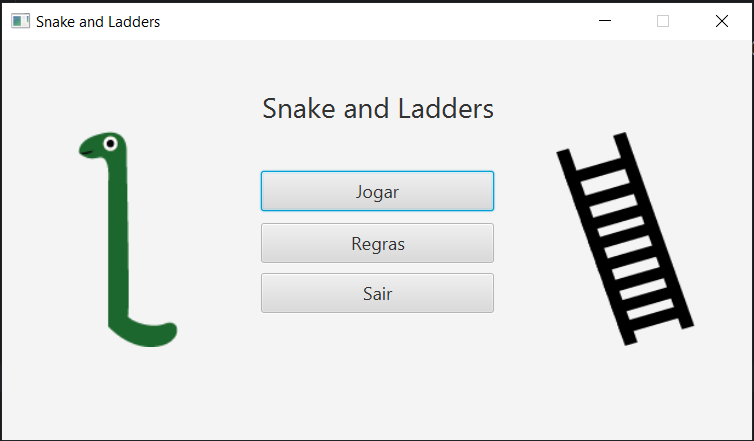 Snake and Ladders
Snake and Ladders
Jogar
Regras
Sair